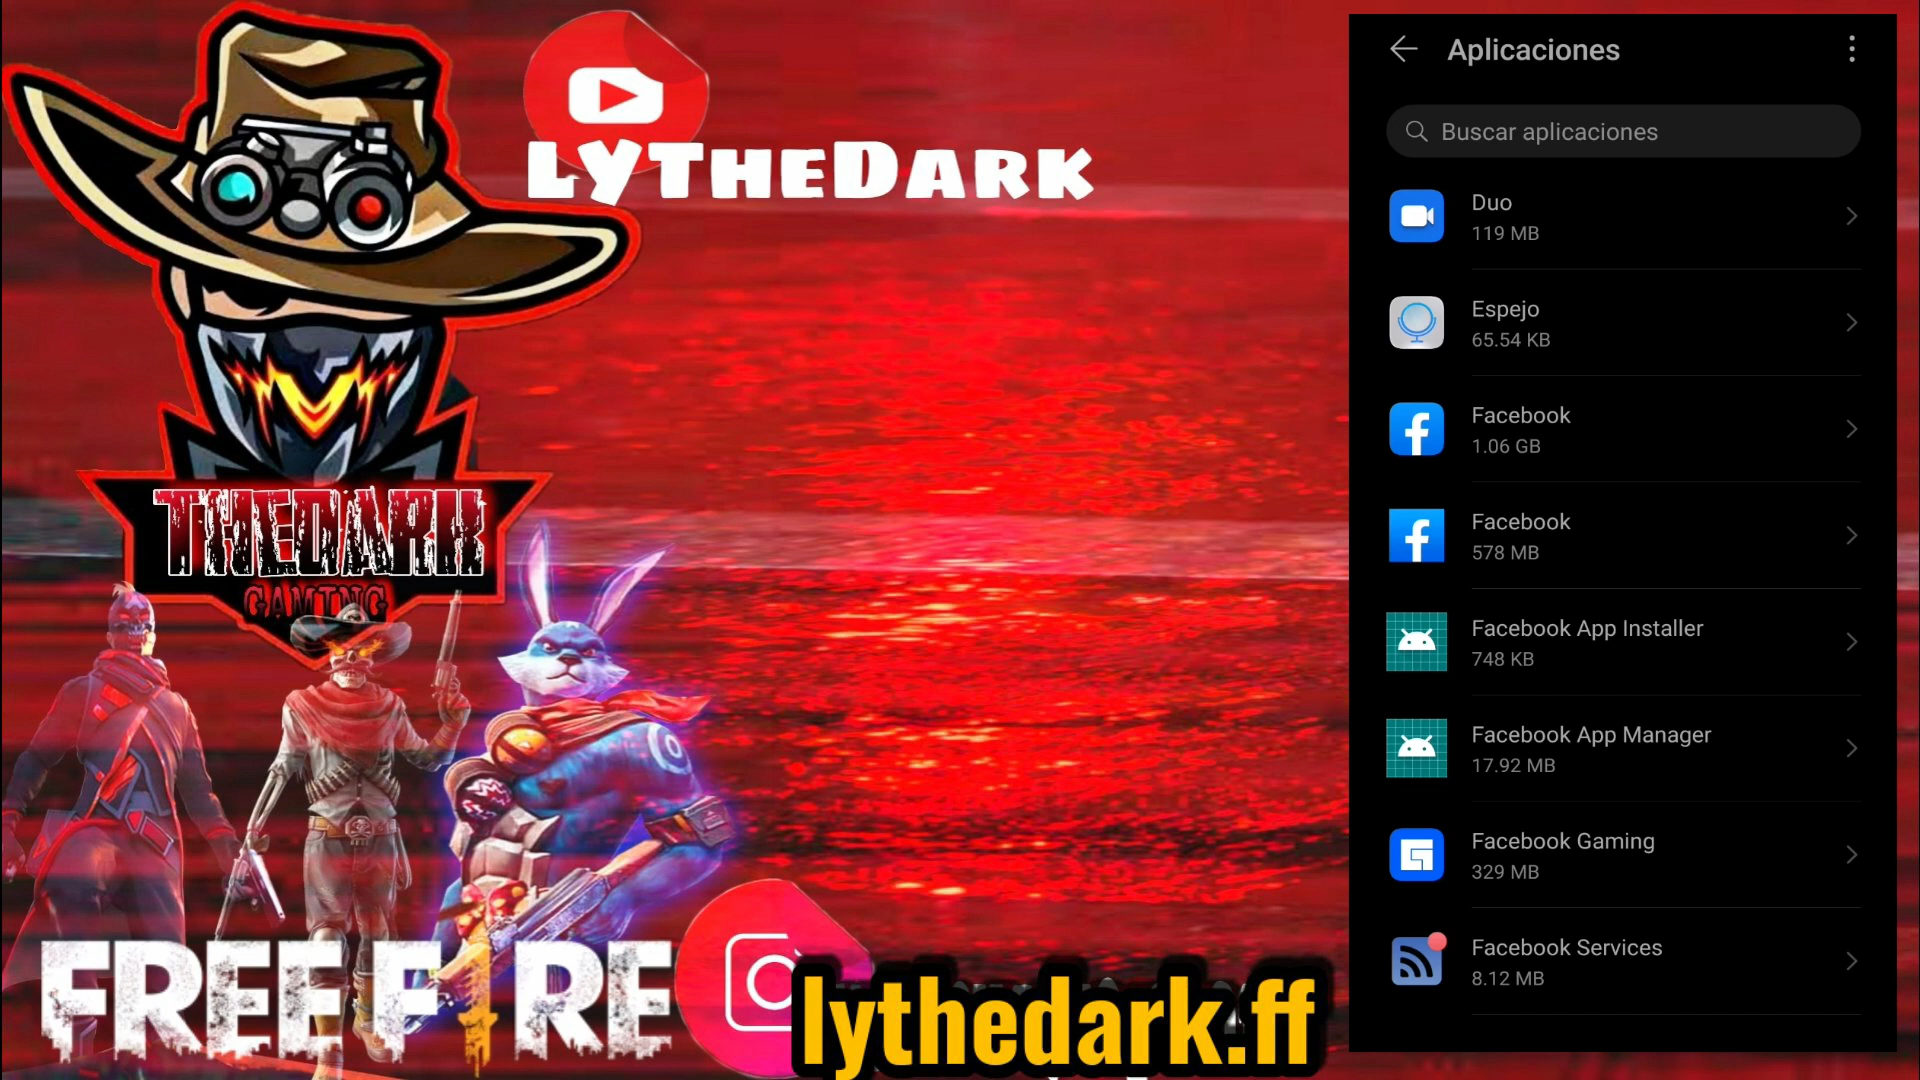 LYTHEDARK
THEDARK
GAMING
FREE FIRE
lythedark.ff
Aplicaciones
Buscar aplicaciones
Duo
119 MB
Espejo
65.54 KB
Facebook
1.06 GB
Facebook
578 MB
Facebook App Installer
748 KB
Facebook App Manager
17.92 MB
Facebook Gaming
329 MB
Facebook Services
8.12 MB